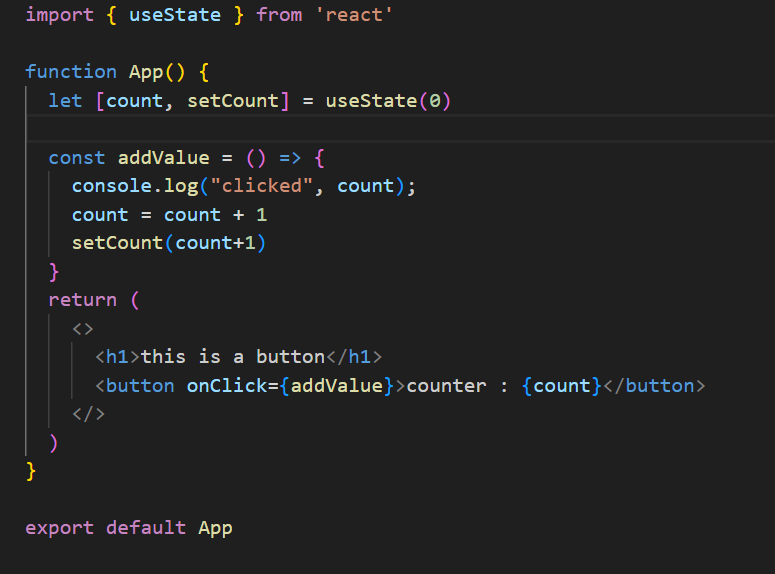 import { useState } from 'react'
function App() {
let [count, setCount] = useState(0)
const addValue = () => {
console.log("clicked", count);
count = count + 1
setCount(count+1)
}
return (
<>
<h1>this is a button</h1>
<button onClick={addValue}>counter : {count}</button>
</>
)
}
export default App